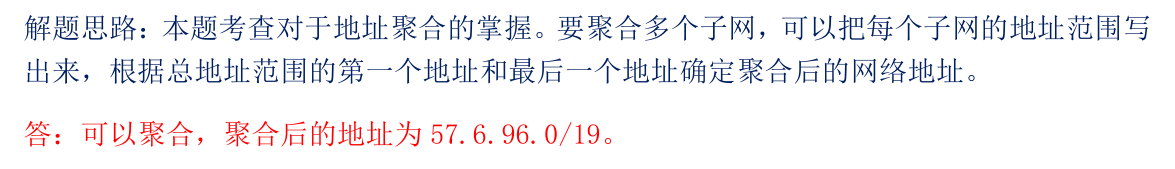 解题思路：本题考查对于地址聚合的掌握。要聚合多个子网，可以把每个子网的地址范围写
出来，根据总地址范围的第一个地址和最后一个地址确定聚合后的网络地址。
答：可以聚合，聚合后的地址为 57.6.96.0/19。